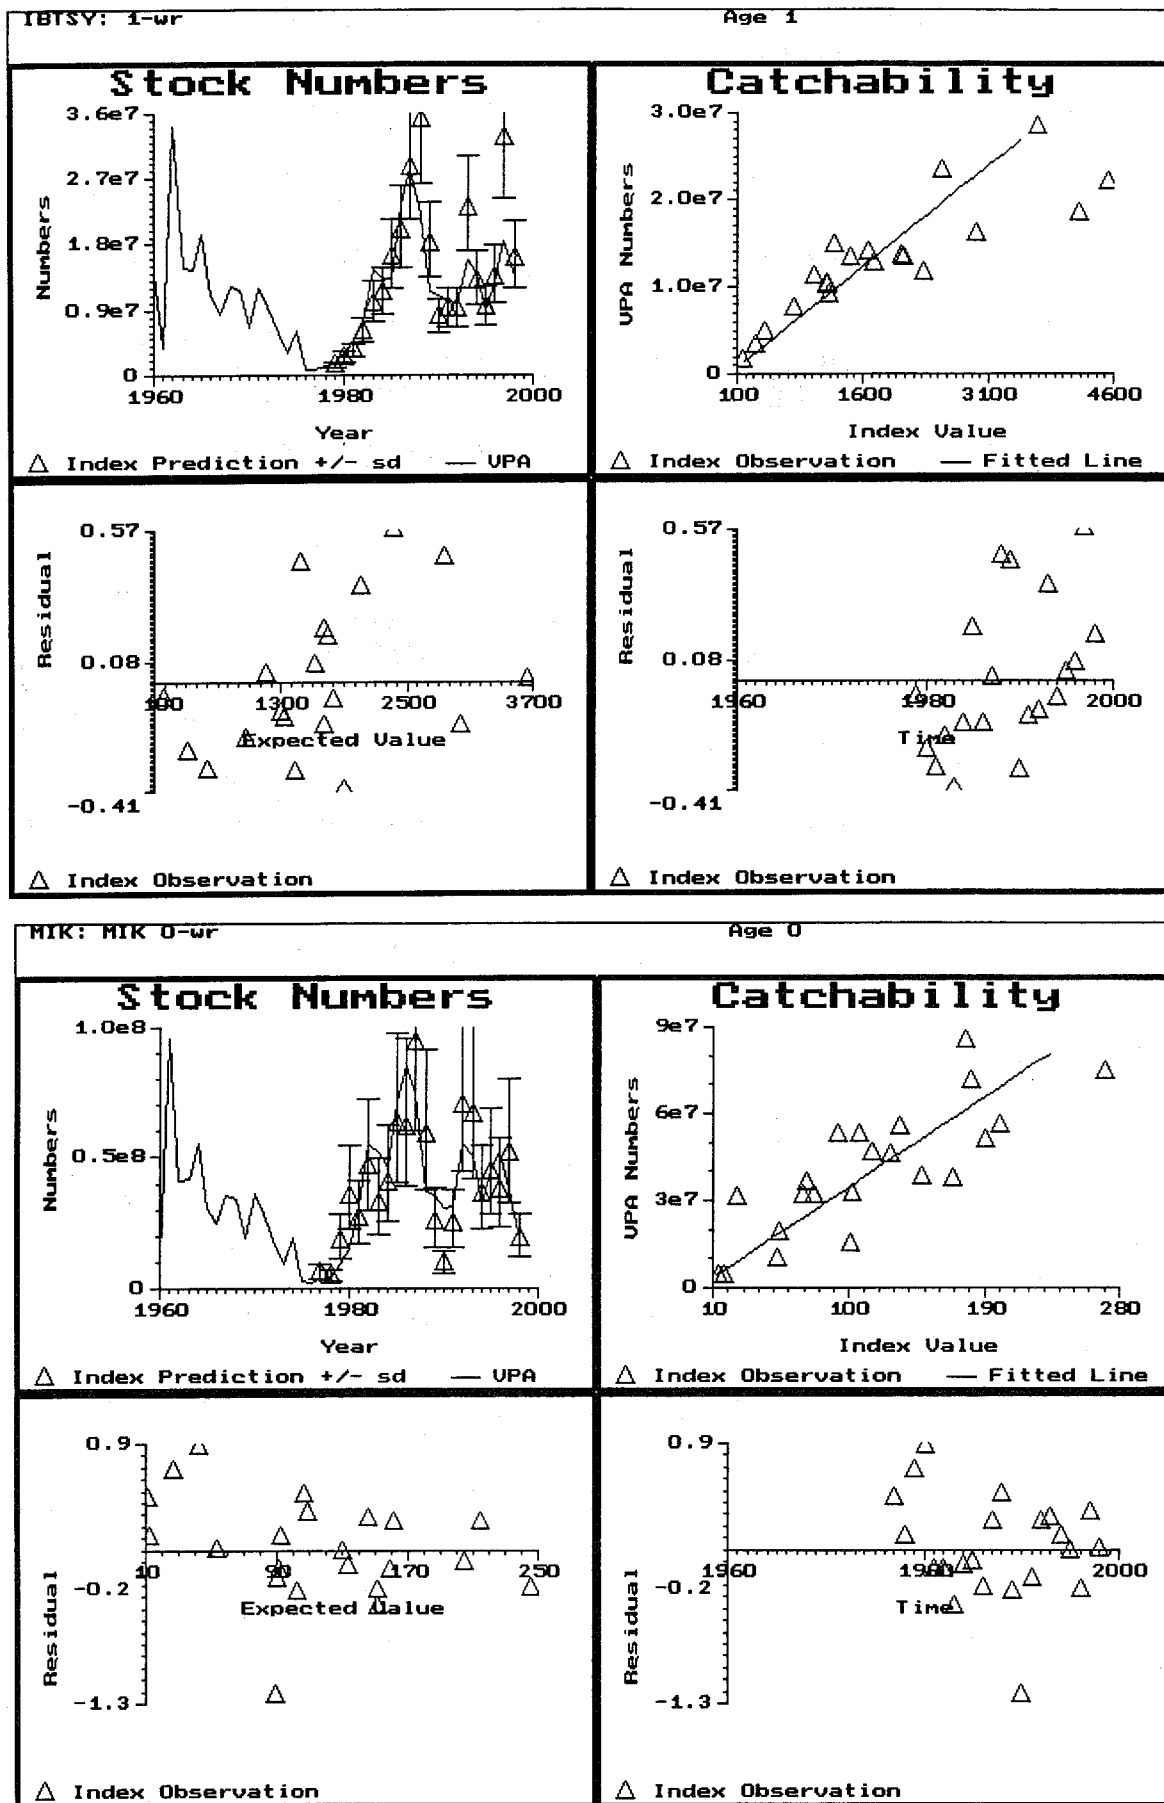 IBTSY: 1-wr Age 1
Stock Numbers
3.6e7
2.7e7
1.8e7
0.9e7
0
Numbers
1960 1980 2000
Year
△ Index Prediction +/- sd — VPA
Catchability
3.0e7
2.0e7
1.0e7
0
VPA Numbers
100 1600 3100 4600
Index Value
△ Index Observation — Fitted Line
0.57
0.08
-0.41
Residual
100 1300 2500 3700
Expected Value
△ Index Observation
0.57
0.08
-0.41
Residual
1960 1980 2000
Time
△ Index Observation
MIK: MIK 0-wr Age 0
Stock Numbers
1.0e8
0.5e8
0
Numbers
1960 1980 2000
Year
△ Index Prediction +/- sd — VPA
Catchability
9e7
6e7
3e7
0
VPA Numbers
10 100 190 280
Index Value
△ Index Observation — Fitted Line
0.9
-0.2
-1.3
Residual
10 90 170 250
Expected Value
△ Index Observation
0.9
-0.2
-1.3
Residual
1960 1980 2000
Time
△ Index Observation